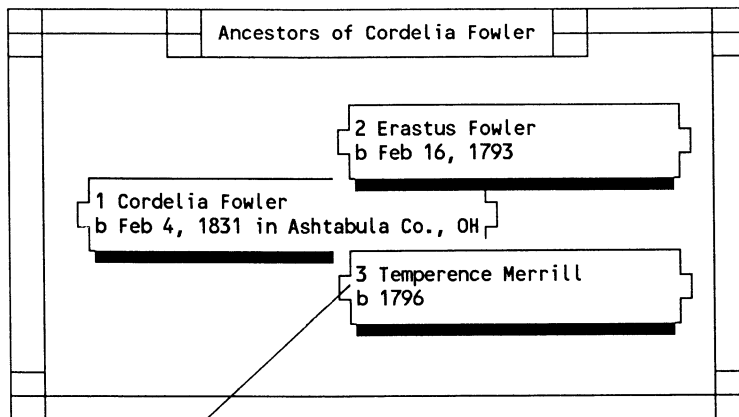 Ancestors of Cordelia Fowler
2 Erastus Fowler
b Feb 16, 1793
1 Cordelia Fowler
b Feb 4, 1831 in Ashtabula Co., OH
3 Temperence Merrill
b 1796